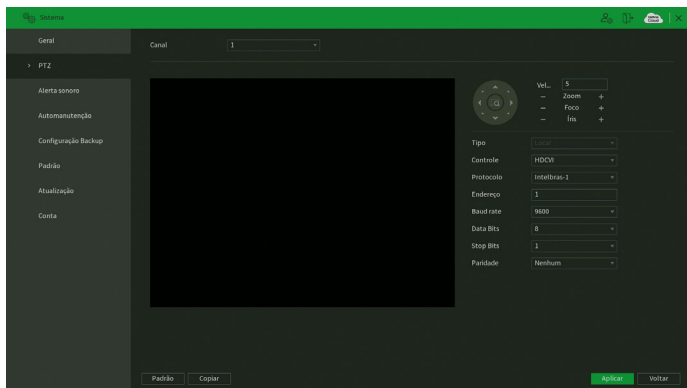 Sistema
Geral
Canal 1
PTZ
Alerta sonoro
Automanutenção
Configuração Backup
Padrão
Atualização
Conta
Vel... 5
− Zoom +
− Foco +
− Íris +
Tipo Local
Controle HDCVI
Protocolo Intelbras-1
Endereço 1
Baud rate 9600
Data Bits 8
Stop Bits 1
Paridade Nenhum
Padrão Copiar Aplicar Voltar